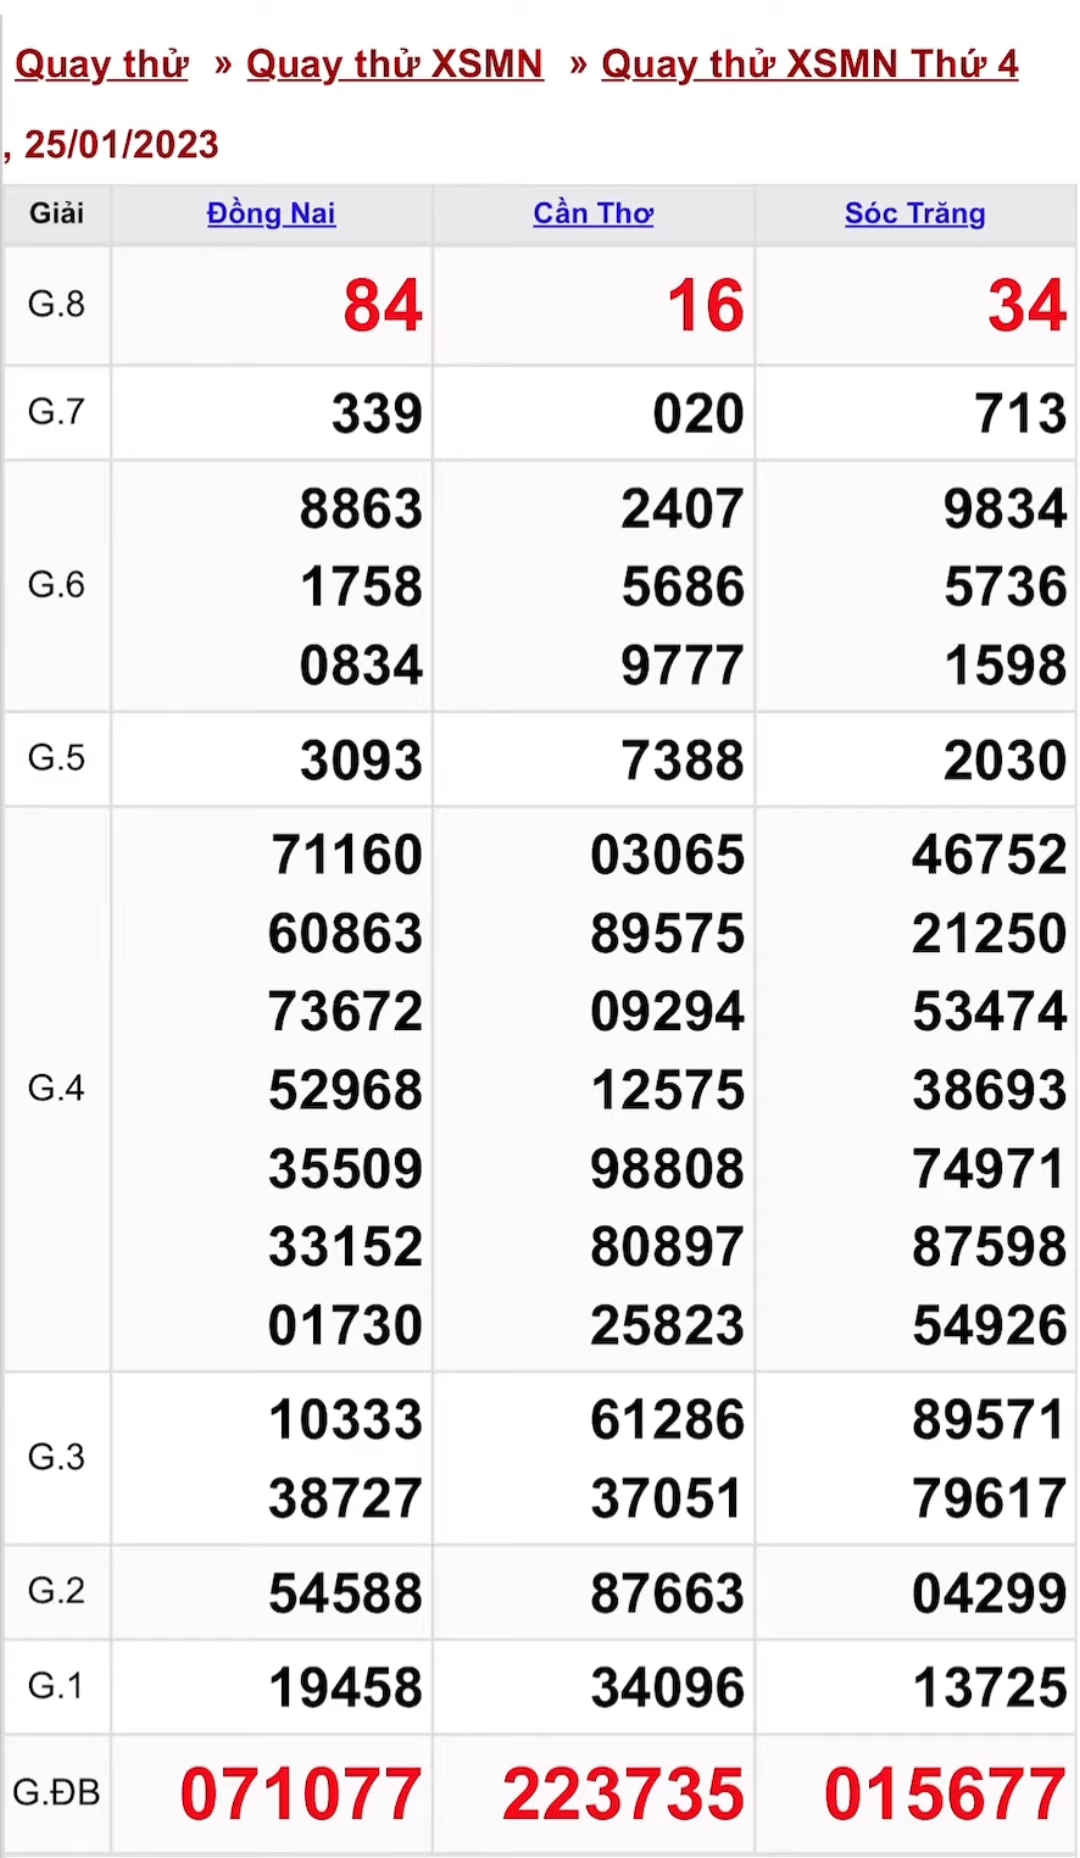 Quay thử » Quay thử XSMN » Quay thử XSMN Thứ 4
, 25/01/2023
Giải Đồng Nai Cần Thơ Sóc Trăng
G.8 84 16 34
G.7 339 020 713
8863 2407 9834
G.6 1758 5686 5736
0834 9777 1598
G.5 3093 7388 2030
71160 03065 46752
60863 89575 21250
73672 09294 53474
G.4 52968 12575 38693
35509 98808 74971
33152 80897 87598
01730 25823 54926
G.3 10333 61286 89571
38727 37051 79617
G.2 54588 87663 04299
G.1 19458 34096 13725
G.ĐB 071077 223735 015677